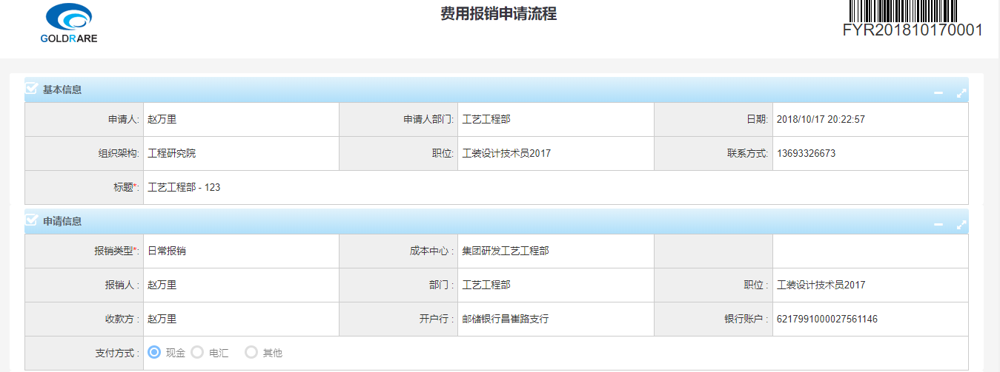 GOLDRARE
费用报销申请流程
FYR201810170001
基本信息
申请人: 赵万里 申请人部门: 工艺工程部 日期: 2018/10/17 20:22:57
组织架构: 工程研究院 职位: 工装设计技术员2017 联系方式: 13693326673
标题*: 工艺工程部 - 123
申请信息
报销类型*: 日常报销 成本中心 : 集团研发工艺工程部
报销人 : 赵万里 部门 : 工艺工程部 职位 : 工装设计技术员2017
收款方 : 赵万里 开户行 : 邮储银行昌崔路支行 银行账户 : 6217991000027561146
支付方式 : 现金 电汇 其他